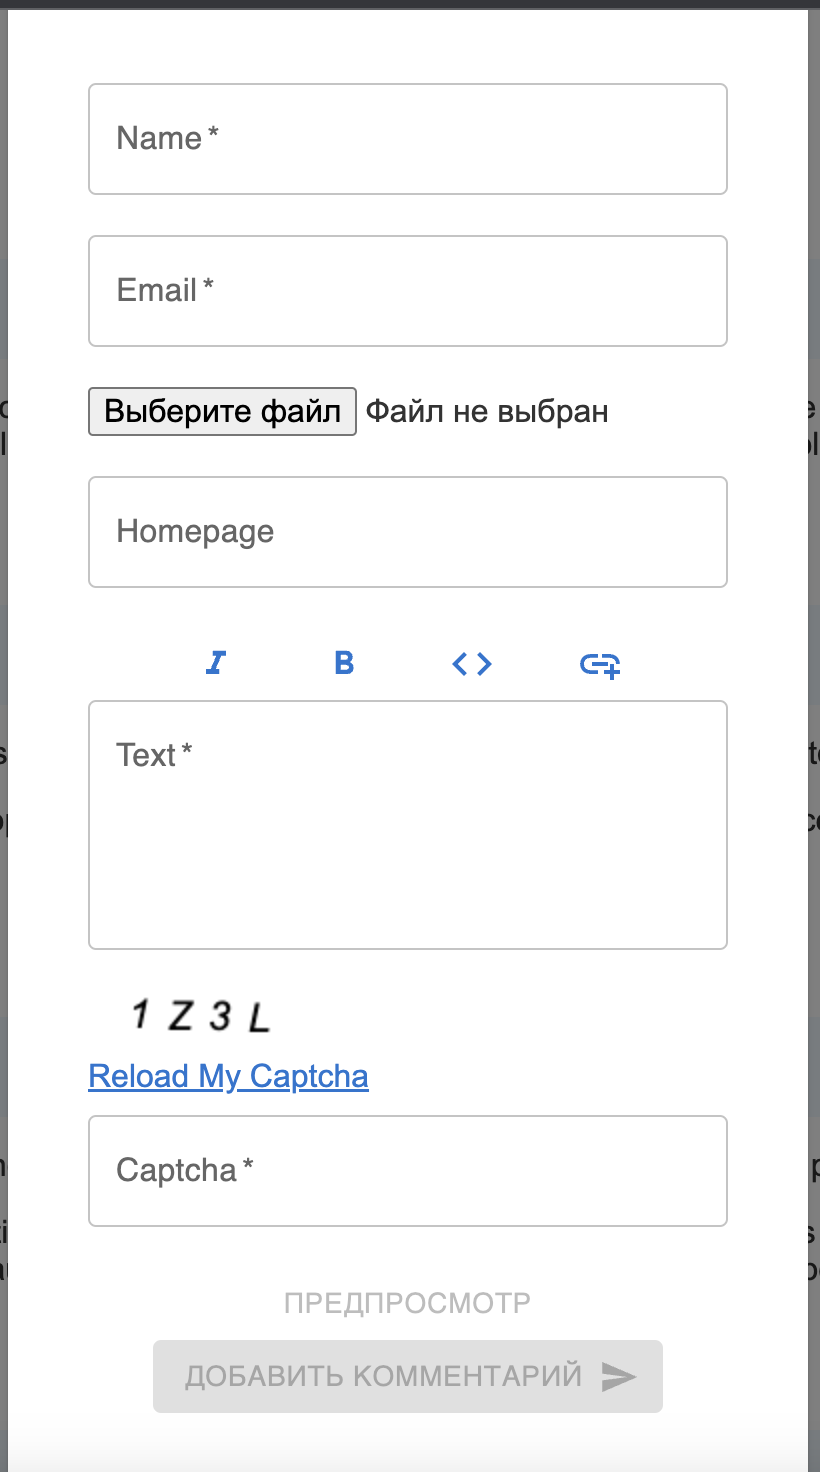 Name *
Email *
Выберите файл Файл не выбран
Homepage
I B <>
Text *
1 Z 3 L
Reload My Captcha
Captcha *
ПРЕДПРОСМОТР
ДОБАВИТЬ КОММЕНТАРИЙ